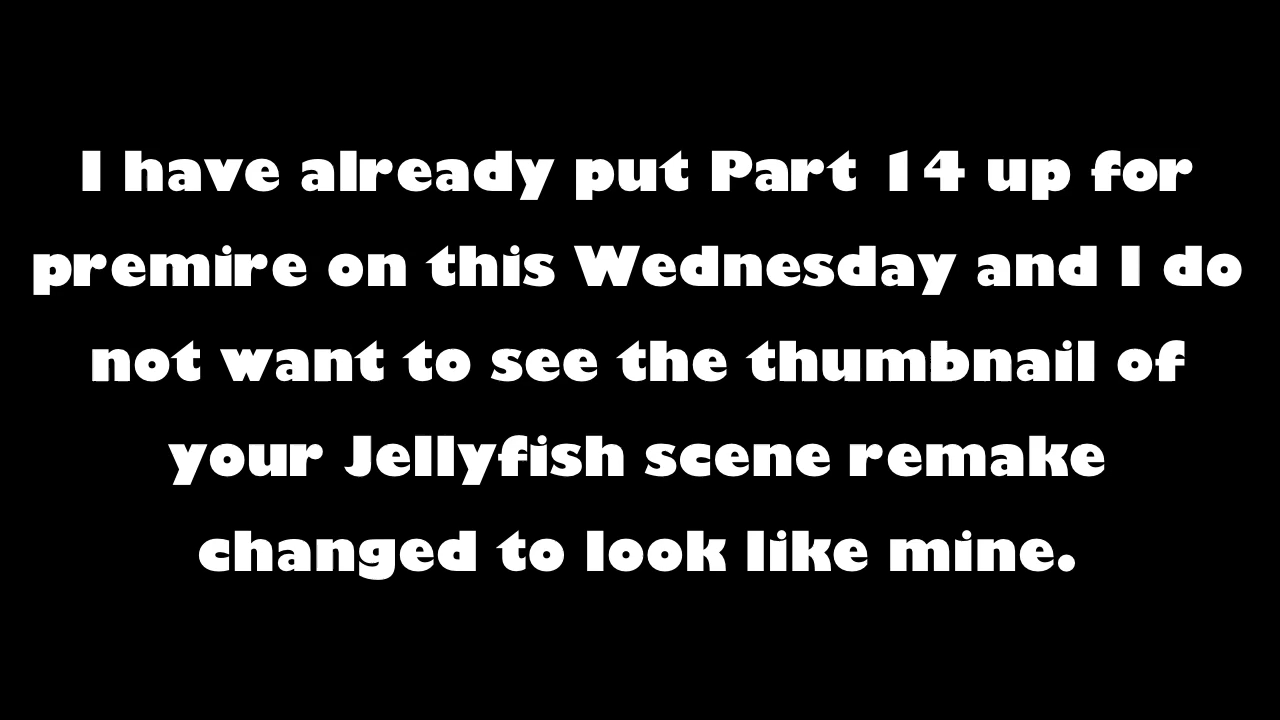 I have already put Part 14 up for
premire on this Wednesday and I do
not want to see the thumbnail of
your Jellyfish scene remake
changed to look like mine.